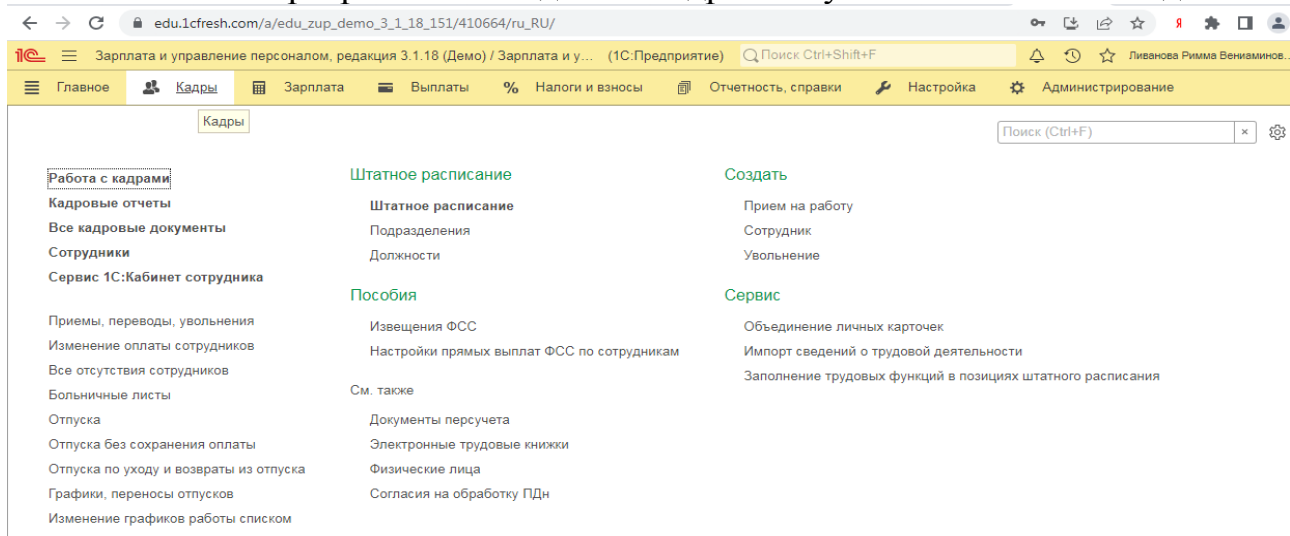 edu.1cfresh.com/a/edu_zup_demo_3_1_18_151/410664/ru_RU/
Зарплата и управление персоналом, редакция 3.1.18 (Демо) / Зарплата и у... (1С:Предприятие) Поиск Ctrl+Shift+F Ливанова Римма Вениаминов...
Главное Кадры Зарплата Выплаты % Налоги и взносы Отчетность, справки Настройка Администрирование
Кадры
Поиск (Ctrl+F) ×
Работа с кадрами
Кадровые отчеты
Все кадровые документы
Сотрудники
Сервис 1С:Кабинет сотрудника
Приемы, переводы, увольнения
Изменение оплаты сотрудников
Все отсутствия сотрудников
Больничные листы
Отпуска
Отпуска без сохранения оплаты
Отпуска по уходу и возвраты из отпуска
Графики, переносы отпусков
Изменение графиков работы списком
Штатное расписание
Штатное расписание
Подразделения
Должности
Пособия
Извещения ФСС
Настройки прямых выплат ФСС по сотрудникам
См. также
Документы персучета
Электронные трудовые книжки
Физические лица
Согласия на обработку ПДн
Создать
Прием на работу
Сотрудник
Увольнение
Сервис
Объединение личных карточек
Импорт сведений о трудовой деятельности
Заполнение трудовых функций в позициях штатного расписания